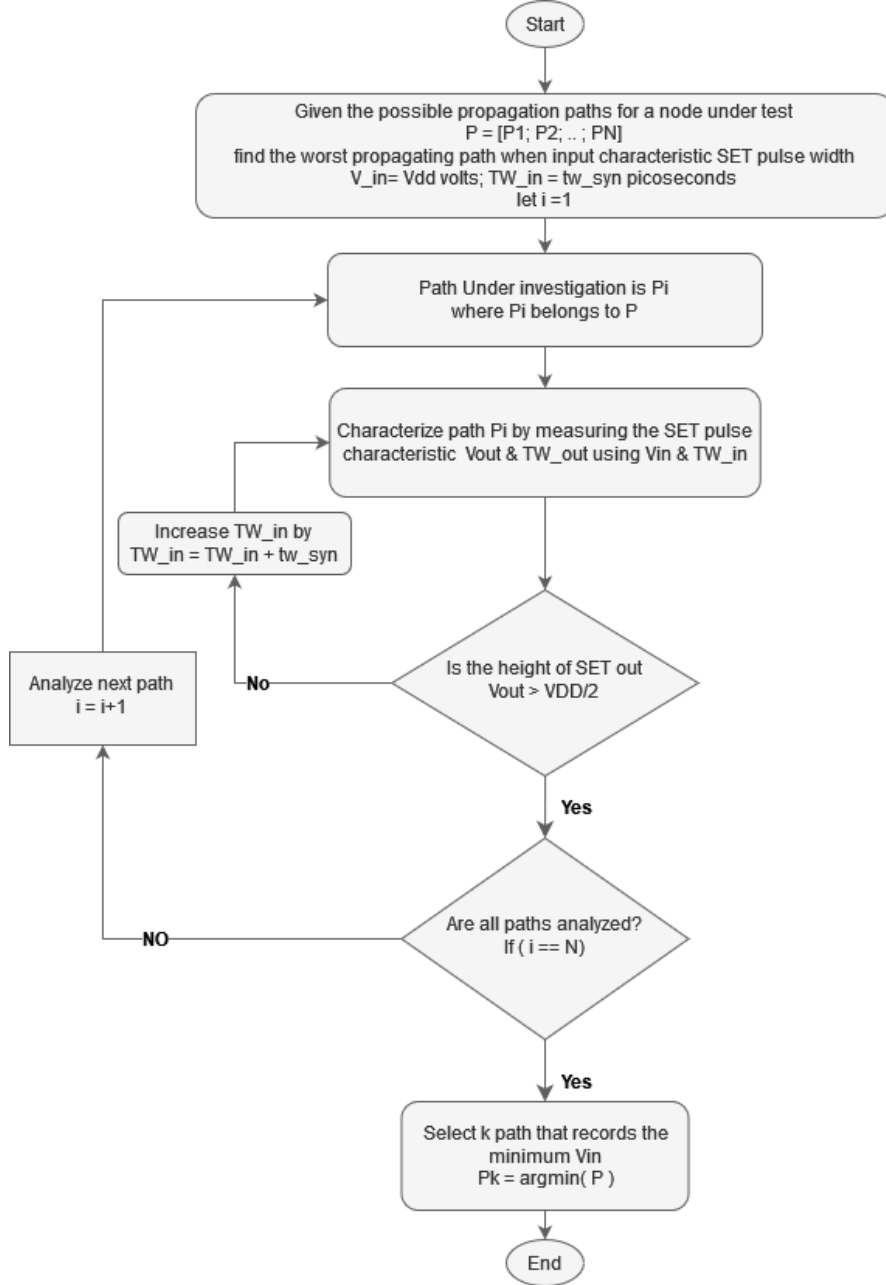 Start
Given the possible propagation paths for a node under test
P = [P1; P2; .. ; PN]
find the worst propagating path when input characteristic SET pulse width
V_in= Vdd volts; TW_in = tw_syn picoseconds
let i =1
Path Under investigation is Pi
where Pi belongs to P
Characterize path Pi by measuring the SET pulse
characteristic Vout & TW_out using Vin & TW_in
Increase TW_in by
TW_in = TW_in + tw_syn
Is the height of SET out
Vout > VDD/2
No
Analyze next path
i = i+1
Yes
Are all paths analyzed?
If ( i == N)
NO
Yes
Select k path that records the
minimum Vin
Pk = argmin( P )
End